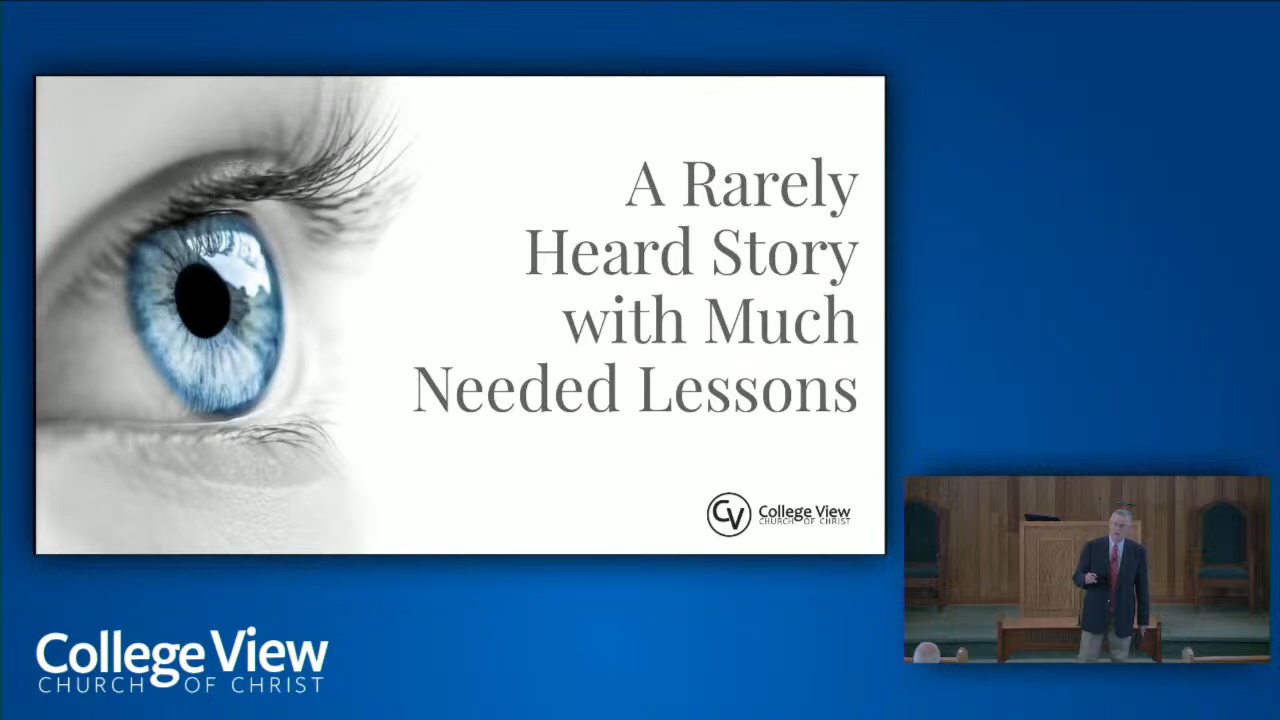 A Rarely
Heard Story
with Much
Needed Lessons
CV
College View
CHURCH OF CHRIST
College View
CHURCH OF CHRIST